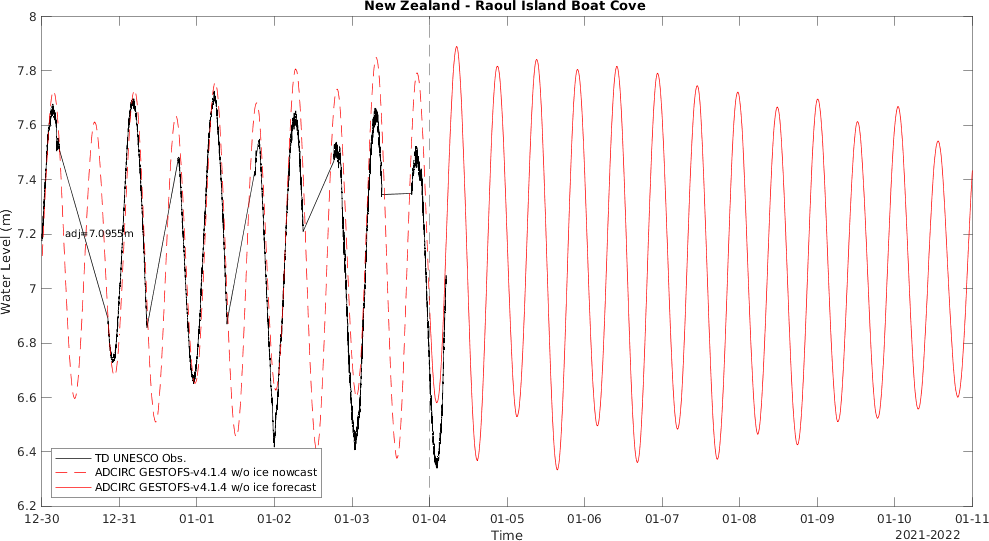 New Zealand - Raoul Island Boat Cove
Water Level (m)
8
7.8
7.6
7.4
7.2
7
6.8
6.6
6.4
6.2
adj=7.0955m
TD UNESCO Obs.
ADCIRC GESTOFS-v4.1.4 w/o ice nowcast
ADCIRC GESTOFS-v4.1.4 w/o ice forecast
12-30 12-31 01-01 01-02 01-03 01-04 01-05 01-06 01-07 01-08 01-09 01-10 01-11
Time
2021-2022